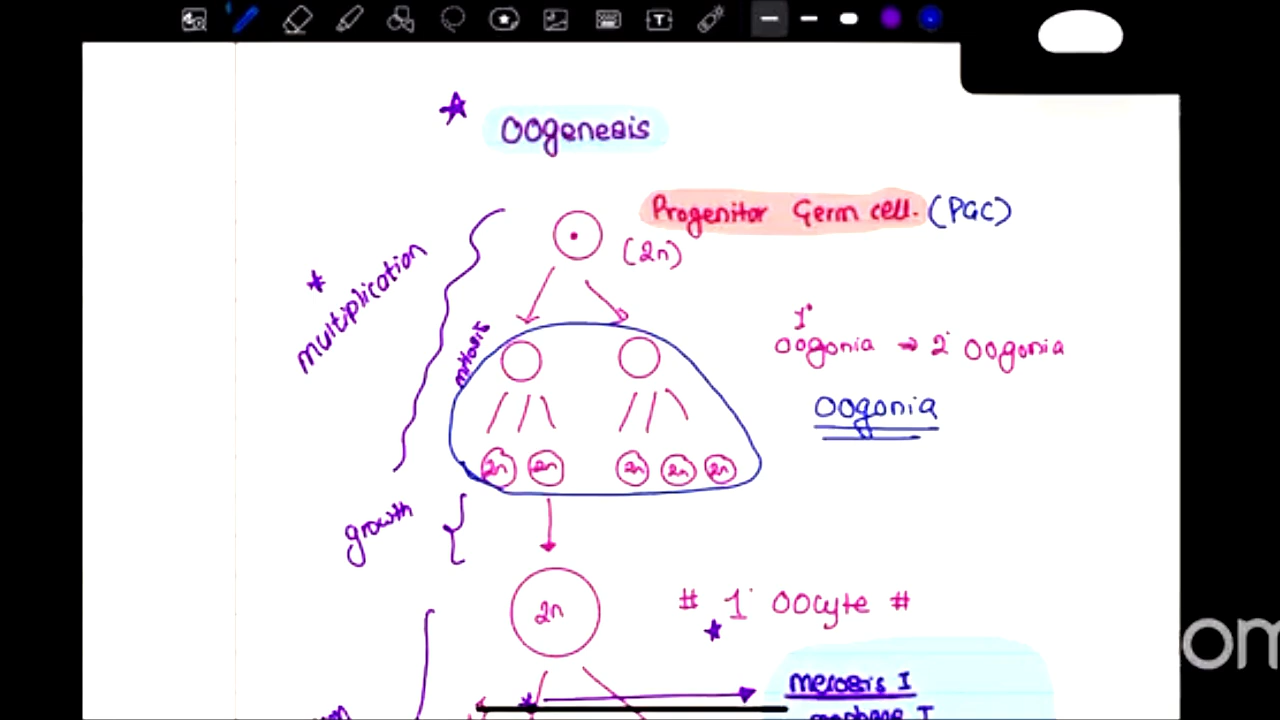 Oogenesis
Progenitor Germ cell. (PGC)
(2n)
multiplication
mitosis
1° Oogonia → 2° Oogonia
Oogonia
2n 2n 2n 2n 2n
growth
2n
# 1° Oocyte #
meiosis I